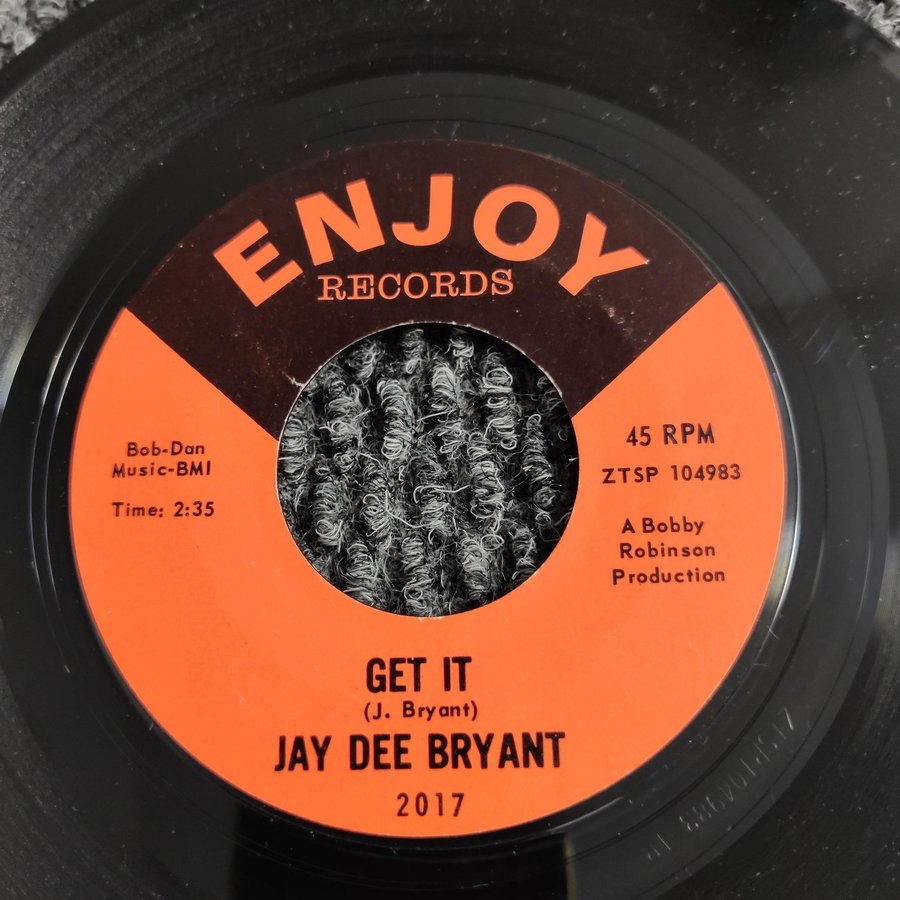 ENJOY
RECORDS
Bob-Dan
Music-BMI
Time: 2:35
45 RPM
ZTSP 104983
A Bobby
Robinson
Production
GET IT
(J. Bryant)
JAY DEE BRYANT
2017
ZTSP104983